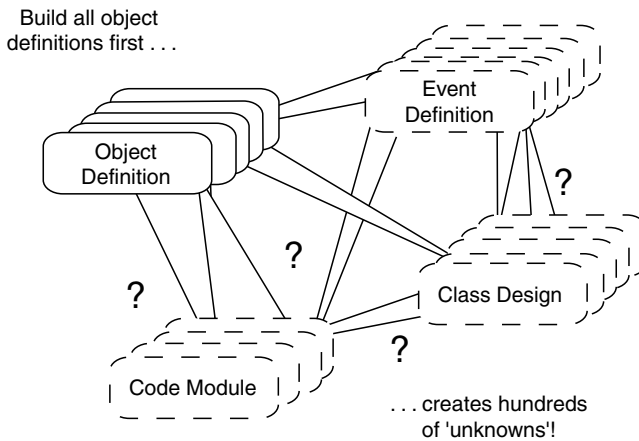 Build all object
definitions first . . .
Event
Definition
Object
Definition
?
?
?
Class Design
?
Code Module
. . . creates hundreds
of 'unknowns'!